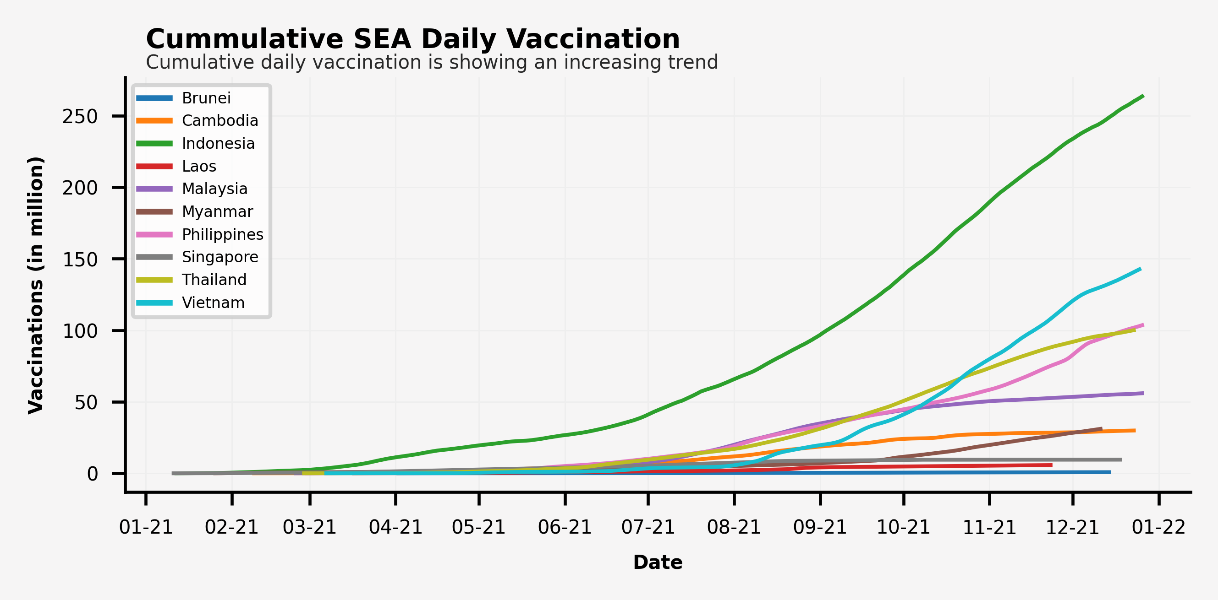 Cummulative SEA Daily Vaccination
Cumulative daily vaccination is showing an increasing trend
Brunei
Cambodia
Indonesia
Laos
Malaysia
Myanmar
Philippines
Singapore
Thailand
Vietnam
Vaccinations (in million)
250
200
150
100
50
0
01-21 02-21 03-21 04-21 05-21 06-21 07-21 08-21 09-21 10-21 11-21 12-21 01-22
Date